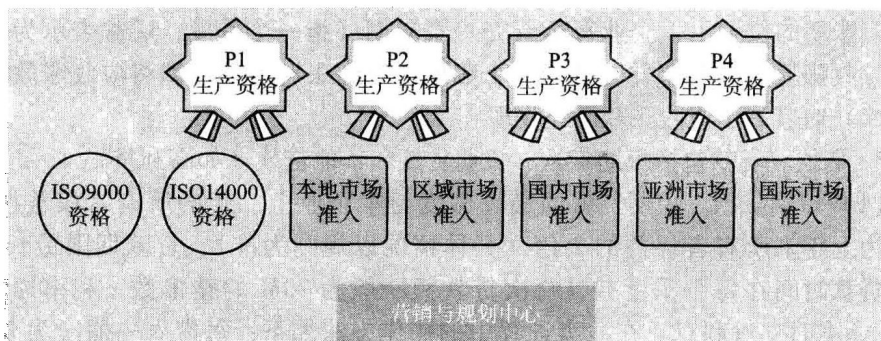 P1
生产资格
P2
生产资格
P3
生产资格
P4
生产资格
ISO9000
资格
ISO14000
资格
本地市场
准入
区域市场
准入
国内市场
准入
亚洲市场
准入
国际市场
准入
营销与规划中心